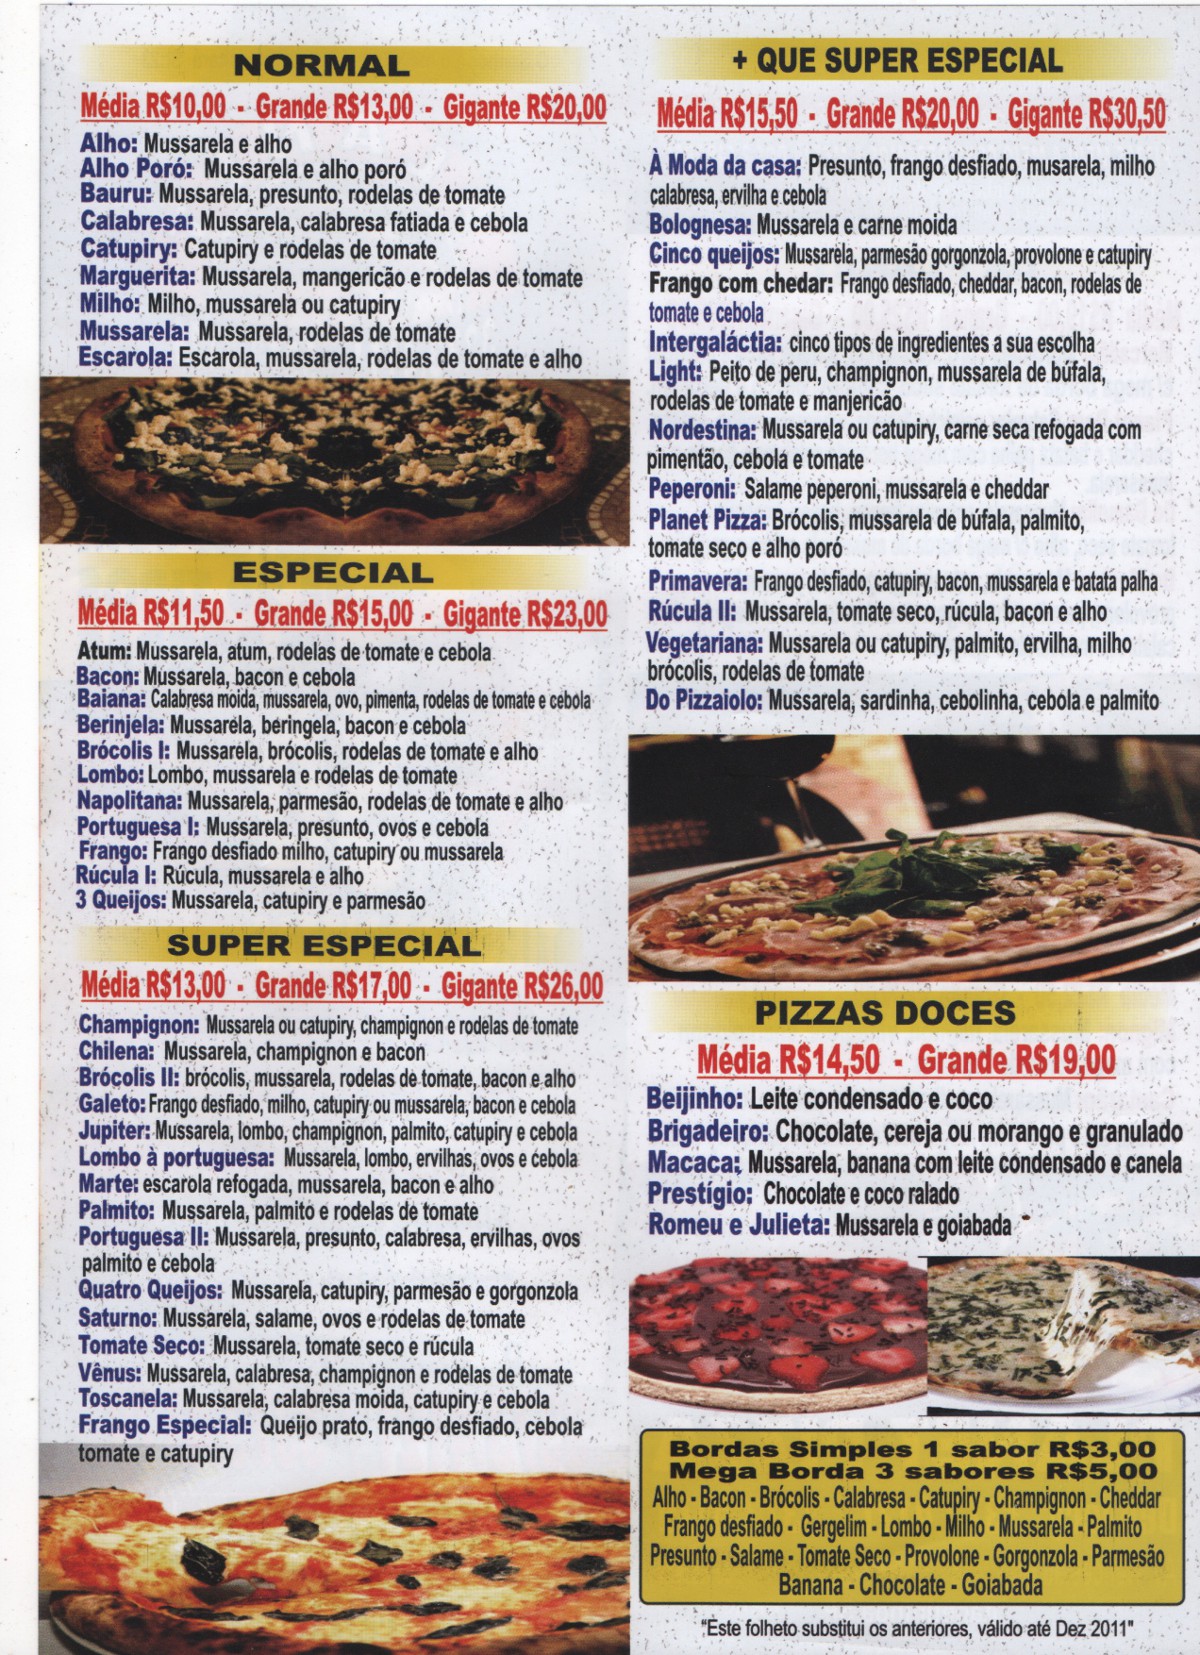 NORMAL
Média R$10,00 - Grande R$13,00 - Gigante R$20,00
Alho: Mussarela e alho
Alho Poró: Mussarela e alho poró
Bauru: Mussarela, presunto, rodelas de tomate
Calabresa: Mussarela, calabresa fatiada e cebola
Catupiry: Catupiry e rodelas de tomate
Marguerita: Mussarela, mangericão e rodelas de tomate
Milho: Milho, mussarela ou catupiry
Mussarela: Mussarela, rodelas de tomate
Escarola: Escarola, mussarela, rodelas de tomate e alho
ESPECIAL
Média R$11,50 - Grande R$15,00 - Gigante R$23,00
Atum: Mussarela, atum, rodelas de tomate e cebola
Bacon: Mussarela, bacon e cebola
Baiana: Calabresa moida, mussarela, ovo, pimenta, rodelas de tomate e cebola
Berinjela: Mussarela, beringela, bacon e cebola
Brócolis I: Mussarela, brócolis, rodelas de tomate e alho
Lombo: Lombo, mussarela e rodelas de tomate
Napolitana: Mussarela, parmesão, rodelas de tomate e alho
Portuguesa I: Mussarela, presunto, ovos e cebola
Frango: Frango desfiado milho, catupiry ou mussarela
Rúcula I: Rúcula, mussarela e alho
3 Queijos: Mussarela, catupiry e parmesão
SUPER ESPECIAL
Média R$13,00 - Grande R$17,00 - Gigante R$26,00
Champignon: Mussarela ou catupiry, champignon e rodelas de tomate
Chilena: Mussarela, champignon e bacon
Brócolis II: brócolis, mussarela, rodelas de tomate, bacon e alho
Galeto: Frango desfiado, milho, catupiry ou mussarela, bacon e cebola
Jupiter: Mussarela, lombo, champignon, palmito, catupiry e cebola
Lombo à portuguesa: Mussarela, lombo, ervilhas, ovos e cebola
Marte: escarola refogada, mussarela, bacon e alho
Palmito: Mussarela, palmito e rodelas de tomate
Portuguesa II: Mussarela, presunto, calabresa, ervilhas, ovos
palmito e cebola
Quatro Queijos: Mussarela, catupiry, parmesão e gorgonzola
Saturno: Mussarela, salame, ovos e rodelas de tomate
Tomate Seco: Mussarela, tomate seco e rúcula
Vênus: Mussarela, calabresa, champignon e rodelas de tomate
Toscanela: Mussarela, calabresa moida, catupiry e cebola
Frango Especial: Queijo prato, frango desfiado, cebola
tomate e catupiry
+ QUE SUPER ESPECIAL
Média R$15,50 - Grande R$20,00 - Gigante R$30,50
À Moda da casa: Presunto, frango desfiado, musarela, milho
calabresa, ervilha e cebola
Bolognesa: Mussarela e carne moida
Cinco queijos: Mussarela, parmesão gorgonzola, provolone e catupiry
Frango com chedar: Frango desfiado, cheddar, bacon, rodelas de
tomate e cebola
Intergaláctia: cinco tipos de ingredientes a sua escolha
Light: Peito de peru, champignon, mussarela de búfala,
rodelas de tomate e manjericão
Nordestina: Mussarela ou catupiry, carne seca refogada com
pimentão, cebola e tomate
Peperoni: Salame peperoni, mussarela e cheddar
Planet Pizza: Brócolis, mussarela de búfala, palmito,
tomate seco e alho poró
Primavera: Frango desfiado, catupiry, bacon, mussarela e batata palha
Rúcula II: Mussarela, tomate seco, rúcula, bacon e alho
Vegetariana: Mussarela ou catupiry, palmito, ervilha, milho
brócolis, rodelas de tomate
Do Pizzaiolo: Mussarela, sardinha, cebolinha, cebola e palmito
PIZZAS DOCES
Média R$14,50 - Grande R$19,00
Beijinho: Leite condensado e coco
Brigadeiro: Chocolate, cereja ou morango e granulado
Macaca: Mussarela, banana com leite condensado e canela
Prestígio: Chocolate e coco ralado
Romeu e Julieta: Mussarela e goiabada
Bordas Simples 1 sabor R$3,00
Mega Borda 3 sabores R$5,00
Alho - Bacon - Brócolis - Calabresa - Catupiry - Champignon - Cheddar
Frango desfiado - Gergelim - Lombo - Milho - Mussarela - Palmito
Presunto - Salame - Tomate Seco - Provolone - Gorgonzola - Parmesão
Banana - Chocolate - Goiabada
"Este folheto substitui os anteriores, válido até Dez 2011"